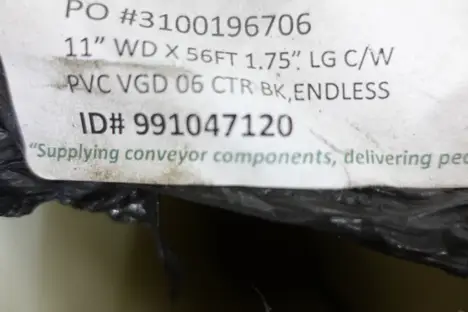 PO #3100196706
11" WD X 56FT 1.75". LG C/W
PVC VGD 06 CTR BK,ENDLESS
ID# 991047120
"Supplying conveyor components, delivering